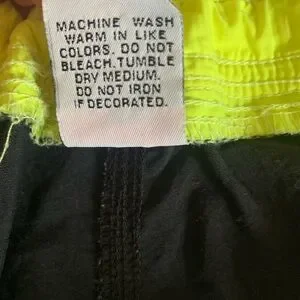 MACHINE WASH
WARM IN LIKE
COLORS. DO NOT
BLEACH.TUMBLE
DRY MEDIUM.
DO NOT IRON
IF DECORATED.